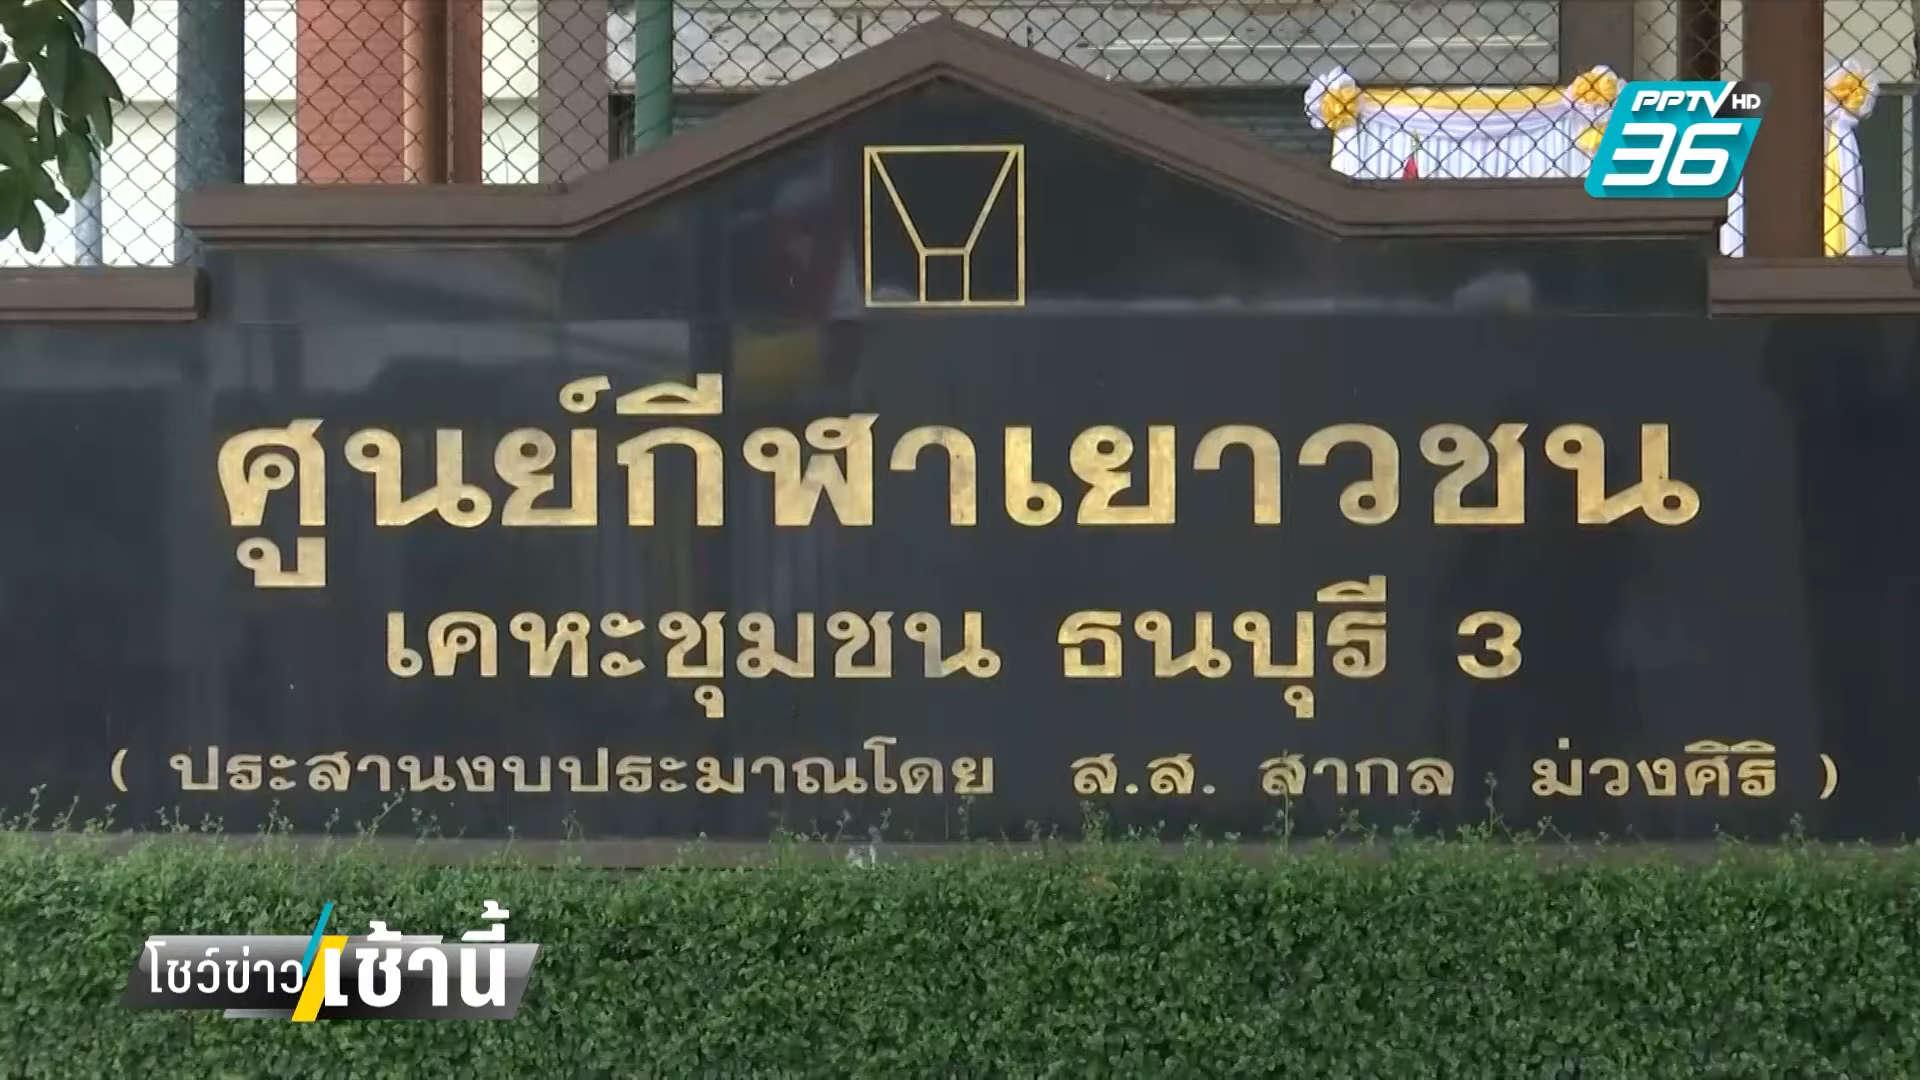 PPTV HD
36
ศูนย์กีฬาเยาวชน
เคหะชุมชน ธนบุรี 3
( ประสานงบประมาณโดย ส.ส. สากล ม่วงศิริ )
โชว์ข่าวเช้านี้